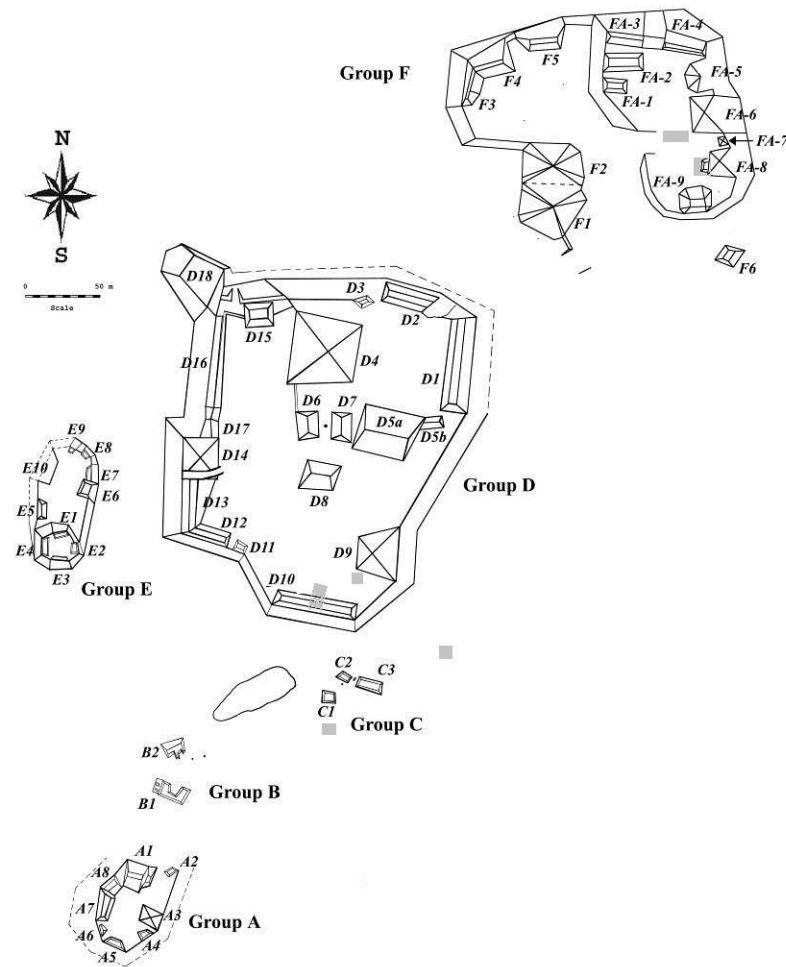 FA-3
FA-4
Group F
F5
F4
F3
FA-2
FA-5
FA-1
FA-6
FA-7
FA-8
FA-9
F2
F1
F6
N
S
0 50 m
Scale
D18
D3
D2
D15
D4
D16
D1
D6
D7
D5a
D5b
D17
D14
D8
Group D
D13
D12
D11
D9
D10
E9
E8
E10
E7
E6
E5
E1
E4
E2
E3
Group E
C2
C3
C1
Group C
B2
B1
Group B
A1
A2
A8
A7
A3
Group A
A6
A4
A5